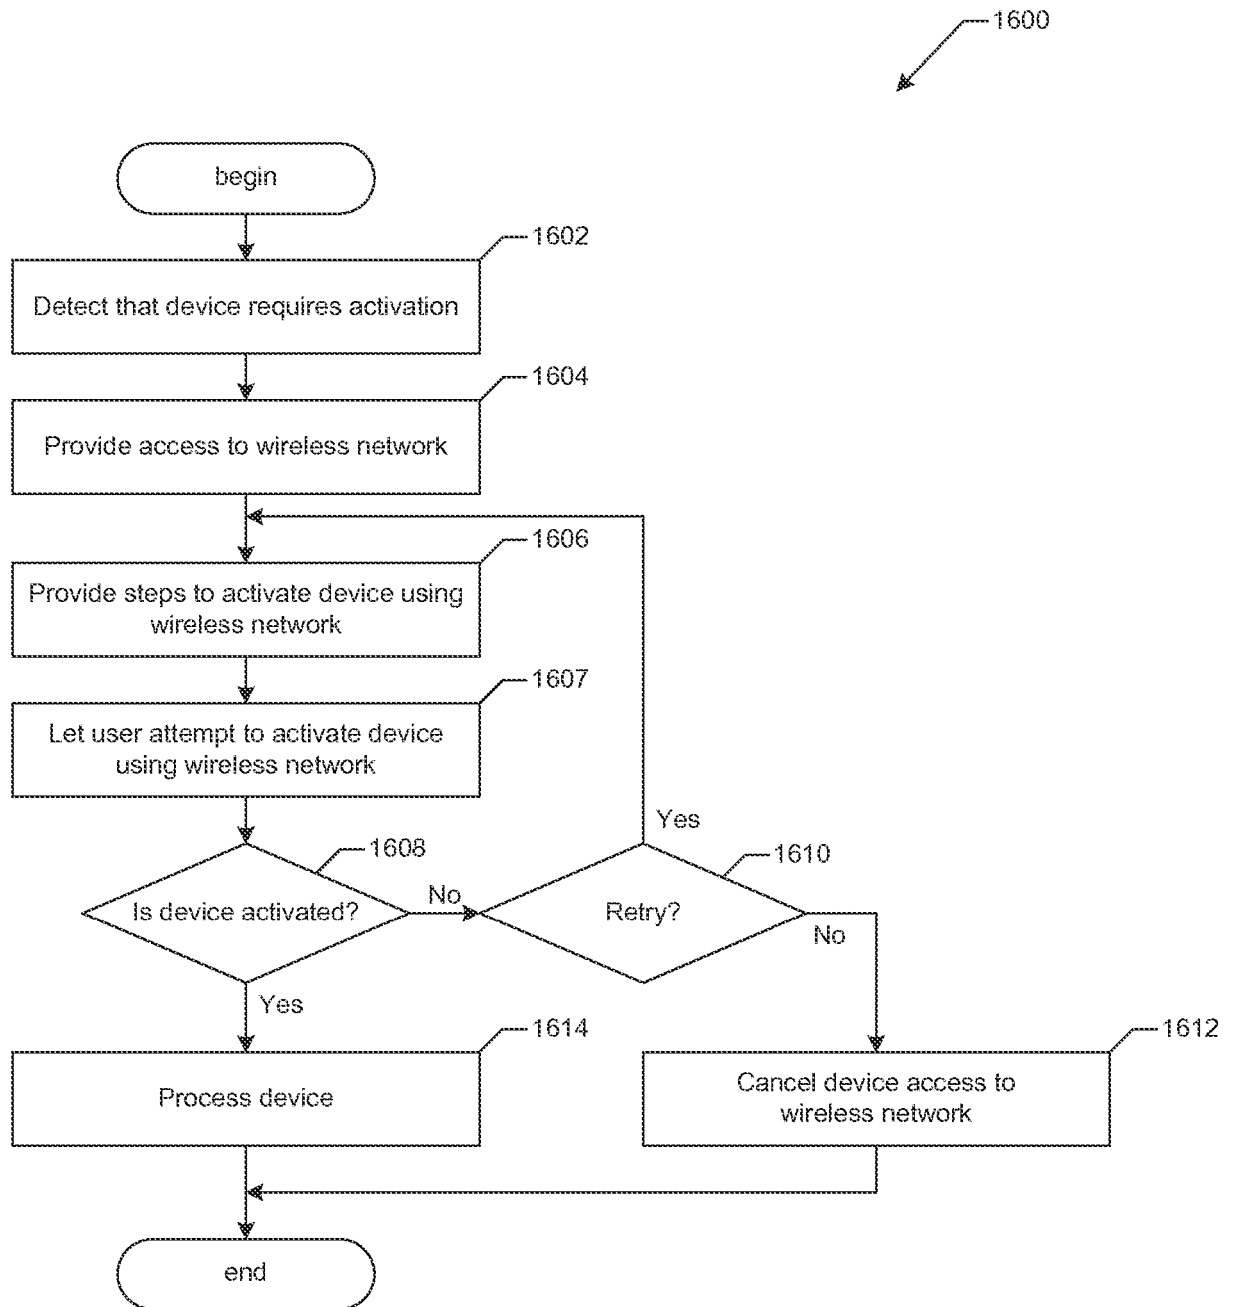 1600
begin
1602
Detect that device requires activation
1604
Provide access to wireless network
1606
Provide steps to activate device using
wireless network
1607
Let user attempt to activate device
using wireless network
Yes
1608
1610
Is device activated?
No
Retry?
No
Yes
1614
1612
Process device
Cancel device access to
wireless network
end